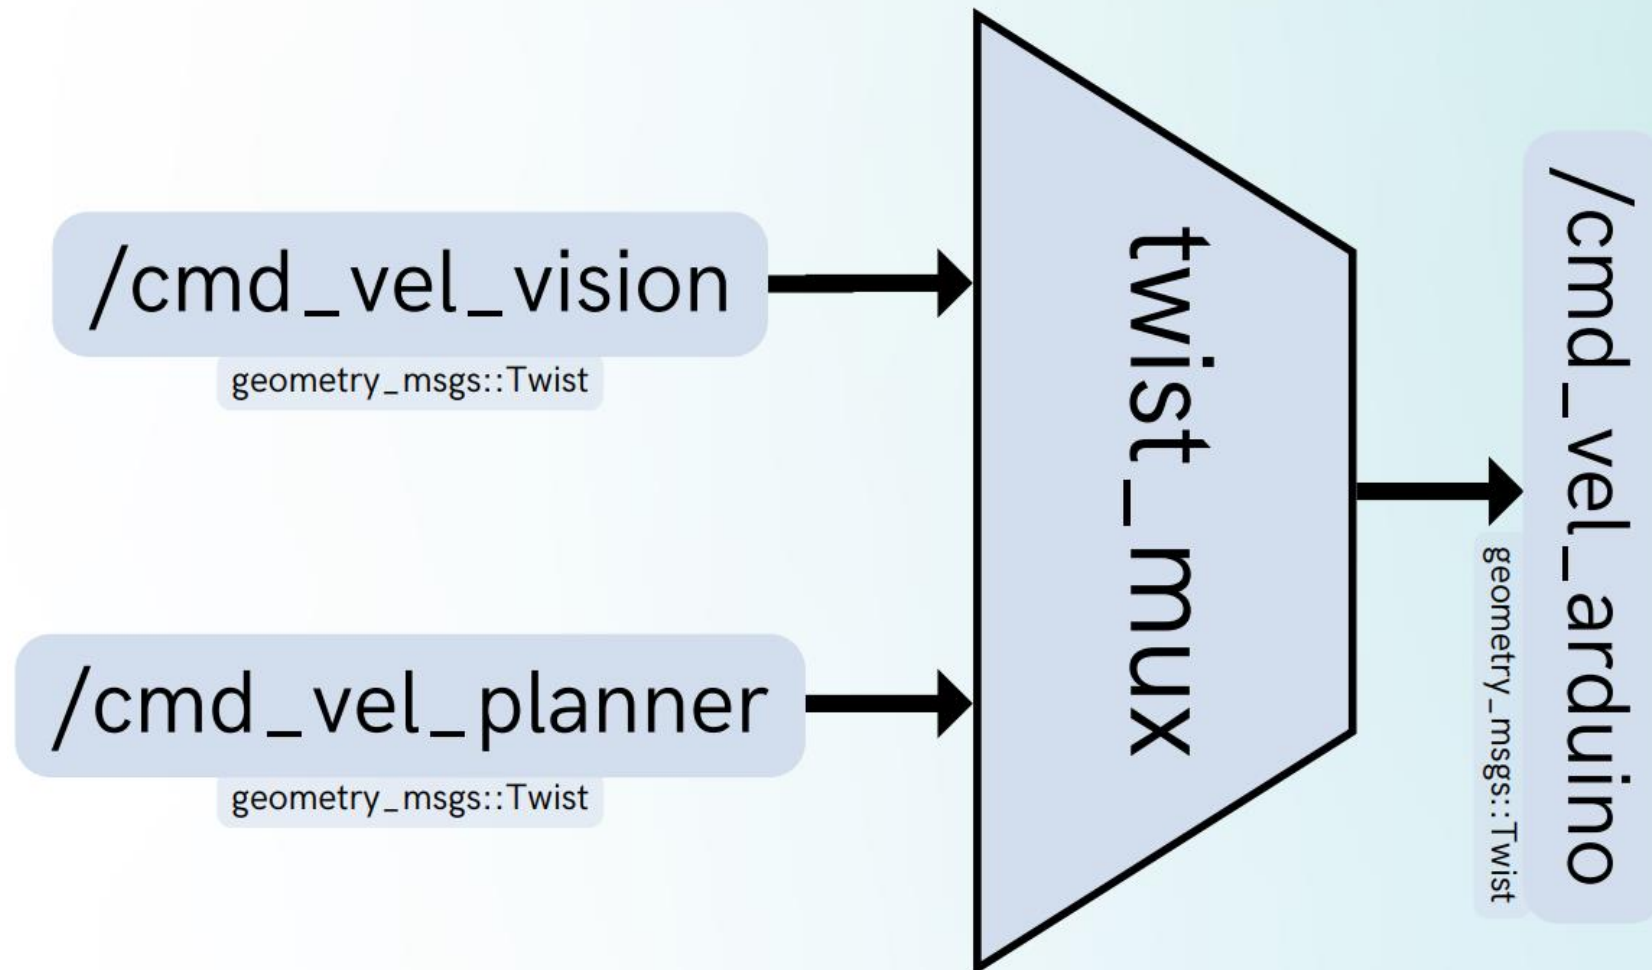 /cmd_vel_vision
geometry_msgs::Twist
/cmd_vel_planner
geometry_msgs::Twist
twist_mux
/cmd_vel_arduino
geometry_msgs::Twist